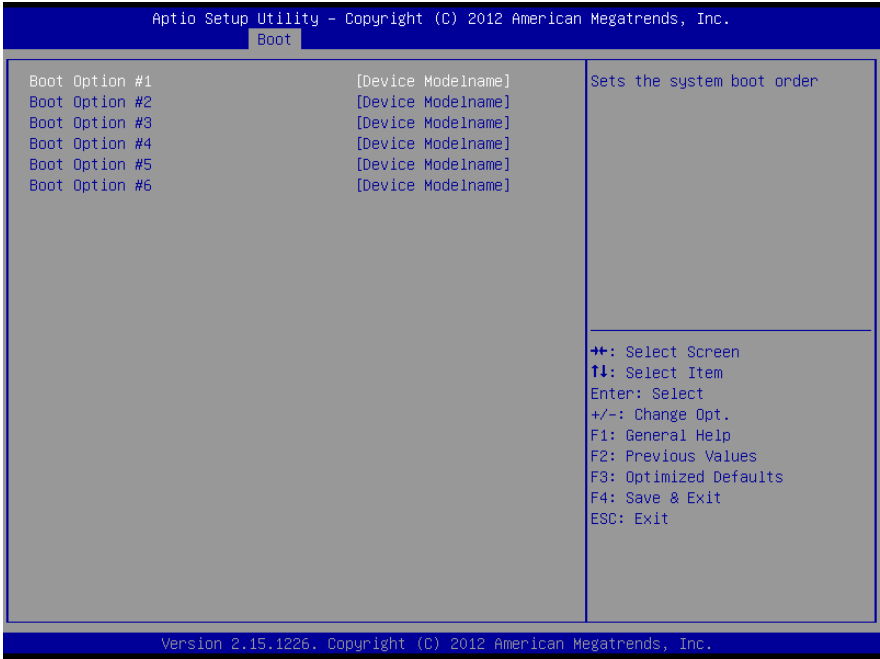 Aptio Setup Utility – Copyright (C) 2012 American Megatrends, Inc.
Boot
Boot Option #1 [Device Modelname]
Boot Option #2 [Device Modelname]
Boot Option #3 [Device Modelname]
Boot Option #4 [Device Modelname]
Boot Option #5 [Device Modelname]
Boot Option #6 [Device Modelname]
Sets the system boot order
→←: Select Screen
↑↓: Select Item
Enter: Select
+/-: Change Opt.
F1: General Help
F2: Previous Values
F3: Optimized Defaults
F4: Save & Exit
ESC: Exit
Version 2.15.1226. Copyright (C) 2012 American Megatrends, Inc.